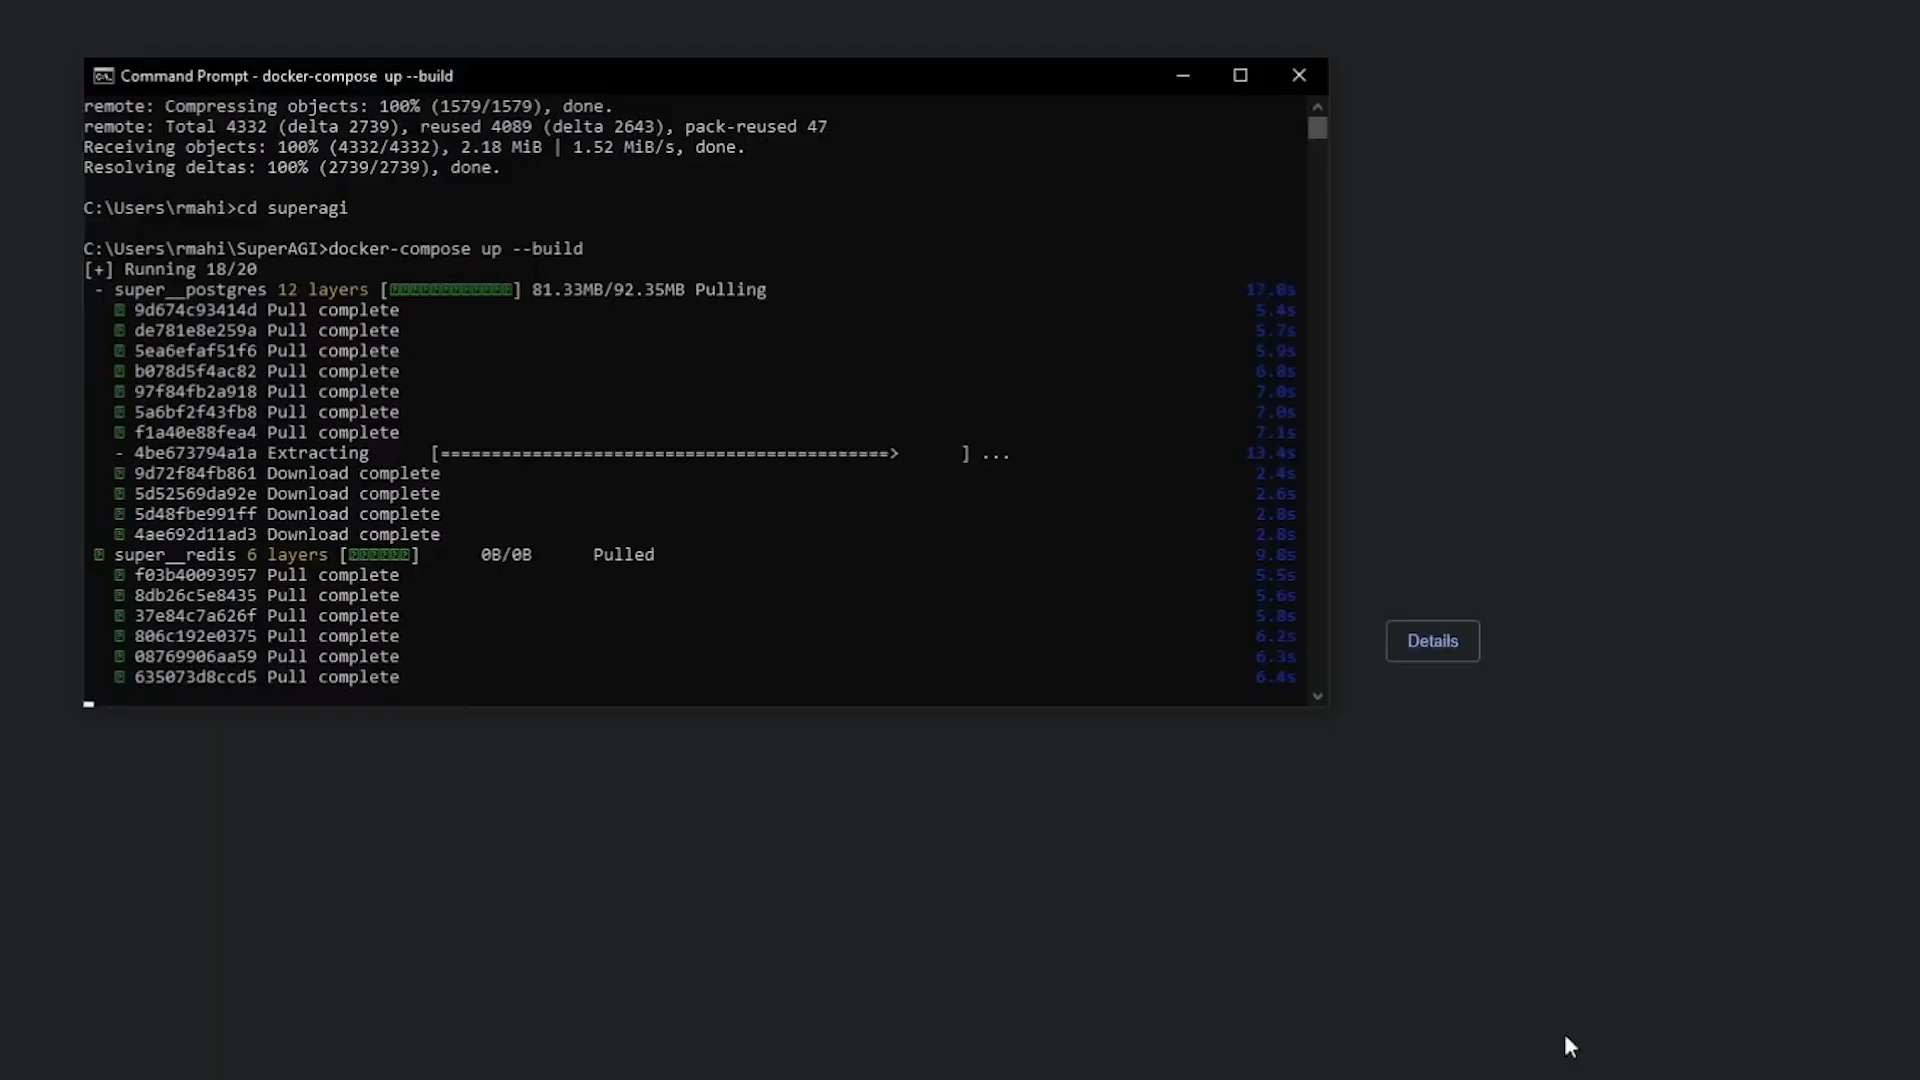 Command Prompt - docker-compose up --build
remote: Compressing objects: 100% (1579/1579), done.
remote: Total 4332 (delta 2739), reused 4089 (delta 2643), pack-reused 47
Receiving objects: 100% (4332/4332), 2.18 MiB | 1.52 MiB/s, done.
Resolving deltas: 100% (2739/2739), done.
C:\Users\rmahi>cd superagi
C:\Users\rmahi\SuperAGI>docker-compose up --build
[+] Running 18/20
- super__postgres 12 layers [] 81.33MB/92.35MB Pulling 17.0s
9d674c93414d Pull complete 5.4s
de781e8e259a Pull complete 5.7s
5ea6efaf51f6 Pull complete 5.9s
b078d5f4ac82 Pull complete 6.8s
97f84fb2a918 Pull complete 7.0s
5a6bf2f43fb8 Pull complete 7.0s
f1a40e88fea4 Pull complete 7.1s
- 4be673794a1a Extracting [============================================> ] ... 13.4s
9d72f84fb861 Download complete 2.4s
5d52569da92e Download complete 2.6s
5d48fbe991ff Download complete 2.8s
4ae692d11ad3 Download complete 2.8s
super__redis 6 layers [] 0B/0B Pulled 9.8s
f03b40093957 Pull complete 5.5s
8db26c5e8435 Pull complete 5.6s
37e84c7a626f Pull complete 5.8s
806c192e0375 Pull complete 6.2s
08769906aa59 Pull complete 6.3s
635073d8ccd5 Pull complete 6.4s
Details